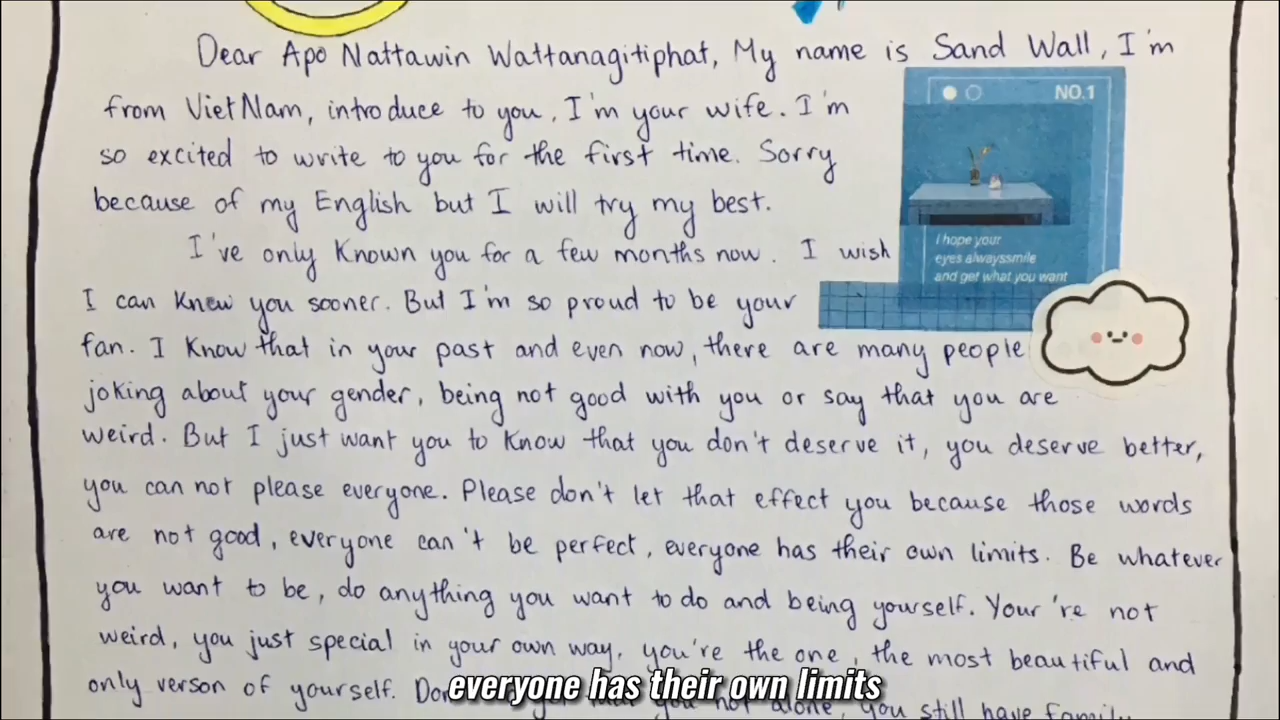 Dear Apo Nattawin Wattanagitiphat, My name is Sand Wall, I'm
from VietNam, introduce to you, I'm your wife. I'm
so excited to write to you for the first time. Sorry
because of my English but I will try my best.
NO.1
I hope your
eyes alwayssmile
and get what you want
I've only Known you for a few months now. I wish
I can Knew you sooner. But I'm so proud to be your
fan. I Know that in your past and even now, there are many people
joking about your gender, being not good with you or say that you are
weird. But I just want you to Know that you don't deserve it, you deserve better,
you can not please everyone. Please don't let that effect you because those words
are not good, everyone can't be perfect, everyone has their own limits. Be whatever
you want to be, do anything you want to do and being yourself. Your're not
weird, you just special in your own way, you're the one, the most beautiful and
only verson of yourself. not alone, you still have family
everyone has their own limits